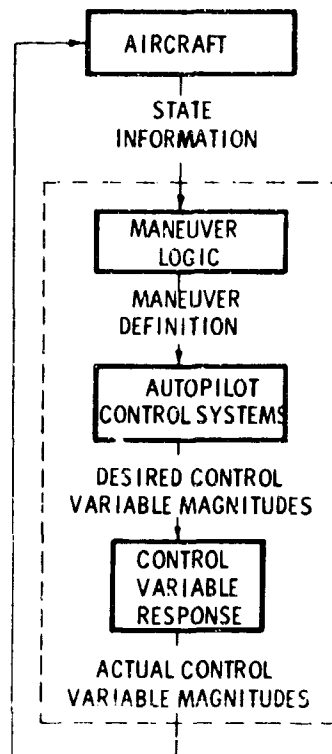 AIRCRAFT
STATE
INFORMATION
MANEUVER
LOGIC
MANEUVER
DEFINITION
AUTOPILOT
CONTROL SYSTEMS
DESIRED CONTROL
VARIABLE MAGNITUDES
CONTROL
VARIABLE
RESPONSE
ACTUAL CONTROL
VARIABLE MAGNITUDES